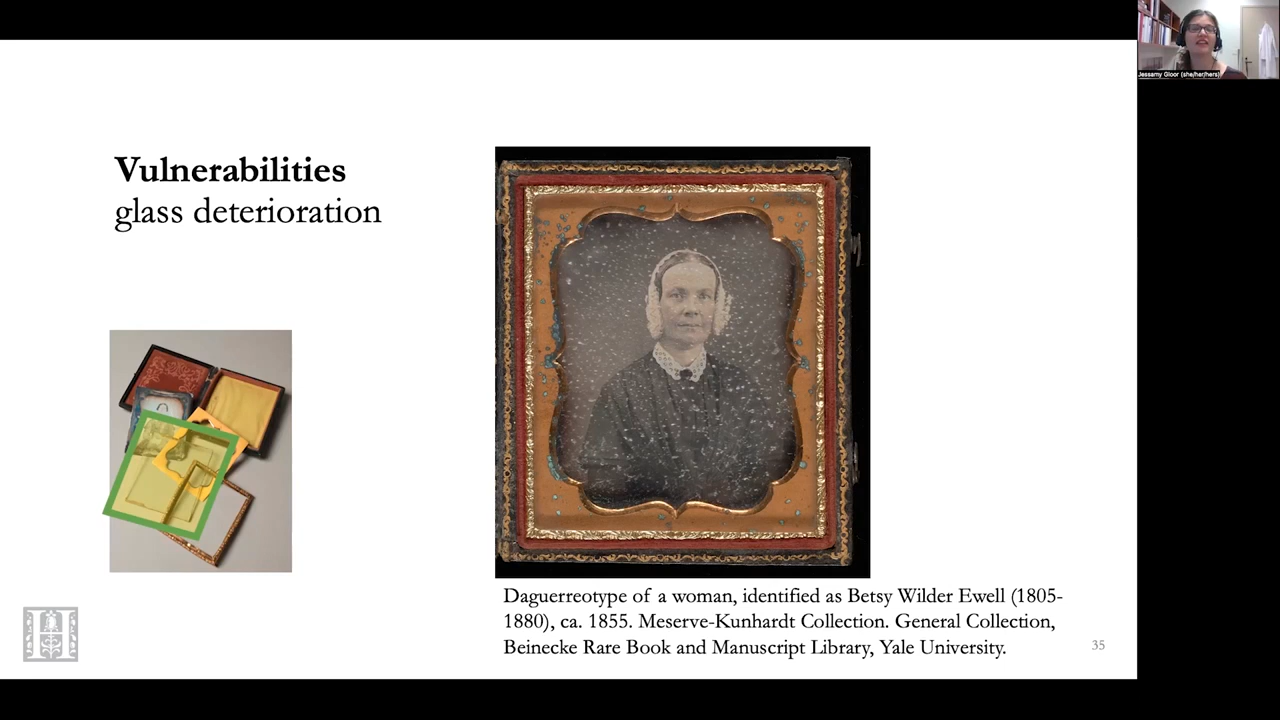 Jessamy Gloor (she/her/hers)
Vulnerabilities
glass deterioration
Daguerreotype of a woman, identified as Betsy Wilder Ewell (1805-
1880), ca. 1855. Meserve-Kunhardt Collection. General Collection,
Beinecke Rare Book and Manuscript Library, Yale University.
35
H